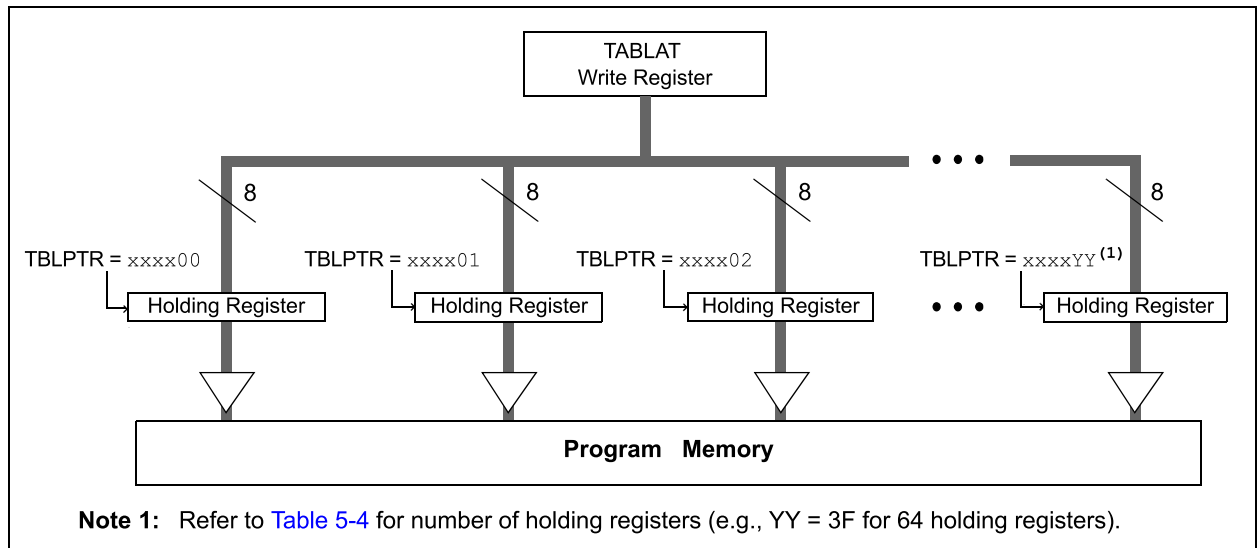 TABLAT
Write Register
• • •
8 8 8 8
TBLPTR = xxxx00 TBLPTR = xxxx01 TBLPTR = xxxx02 TBLPTR = xxxxYY(1)
Holding Register Holding Register Holding Register • • • Holding Register
Program Memory
Note 1: Refer to Table 5-4 for number of holding registers (e.g., YY = 3F for 64 holding registers).